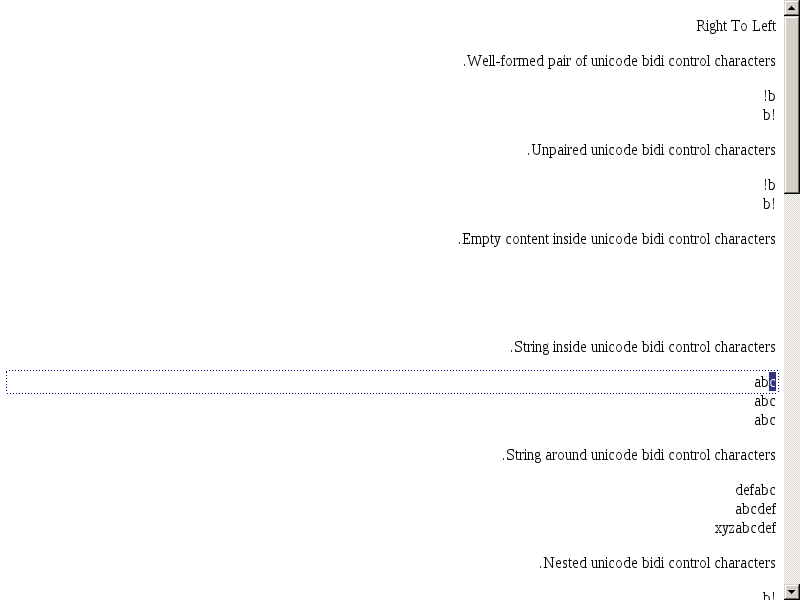 Right To Left
.Well-formed pair of unicode bidi control characters
!b
b!
.Unpaired unicode bidi control characters
!b
b!
.Empty content inside unicode bidi control characters
.String inside unicode bidi control characters
abc
abc
abc
.String around unicode bidi control characters
defabc
abcdef
xyzabcdef
.Nested unicode bidi control characters
b!